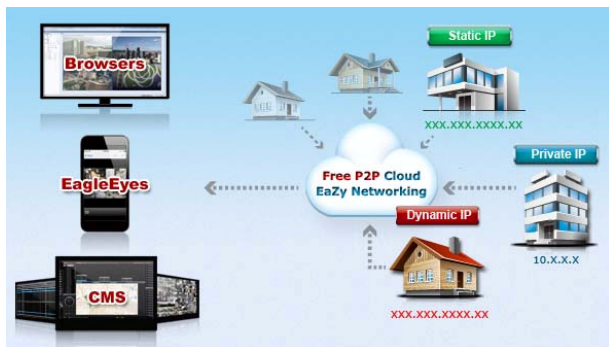 Browsers
Static IP
xxx.xxx.xxxx.xx
Free P2P Cloud
EaZy Networking
Private IP
EagleEyes
Dynamic IP
10.x.x.x
CMS
xxx.xxx.xxxx.xx